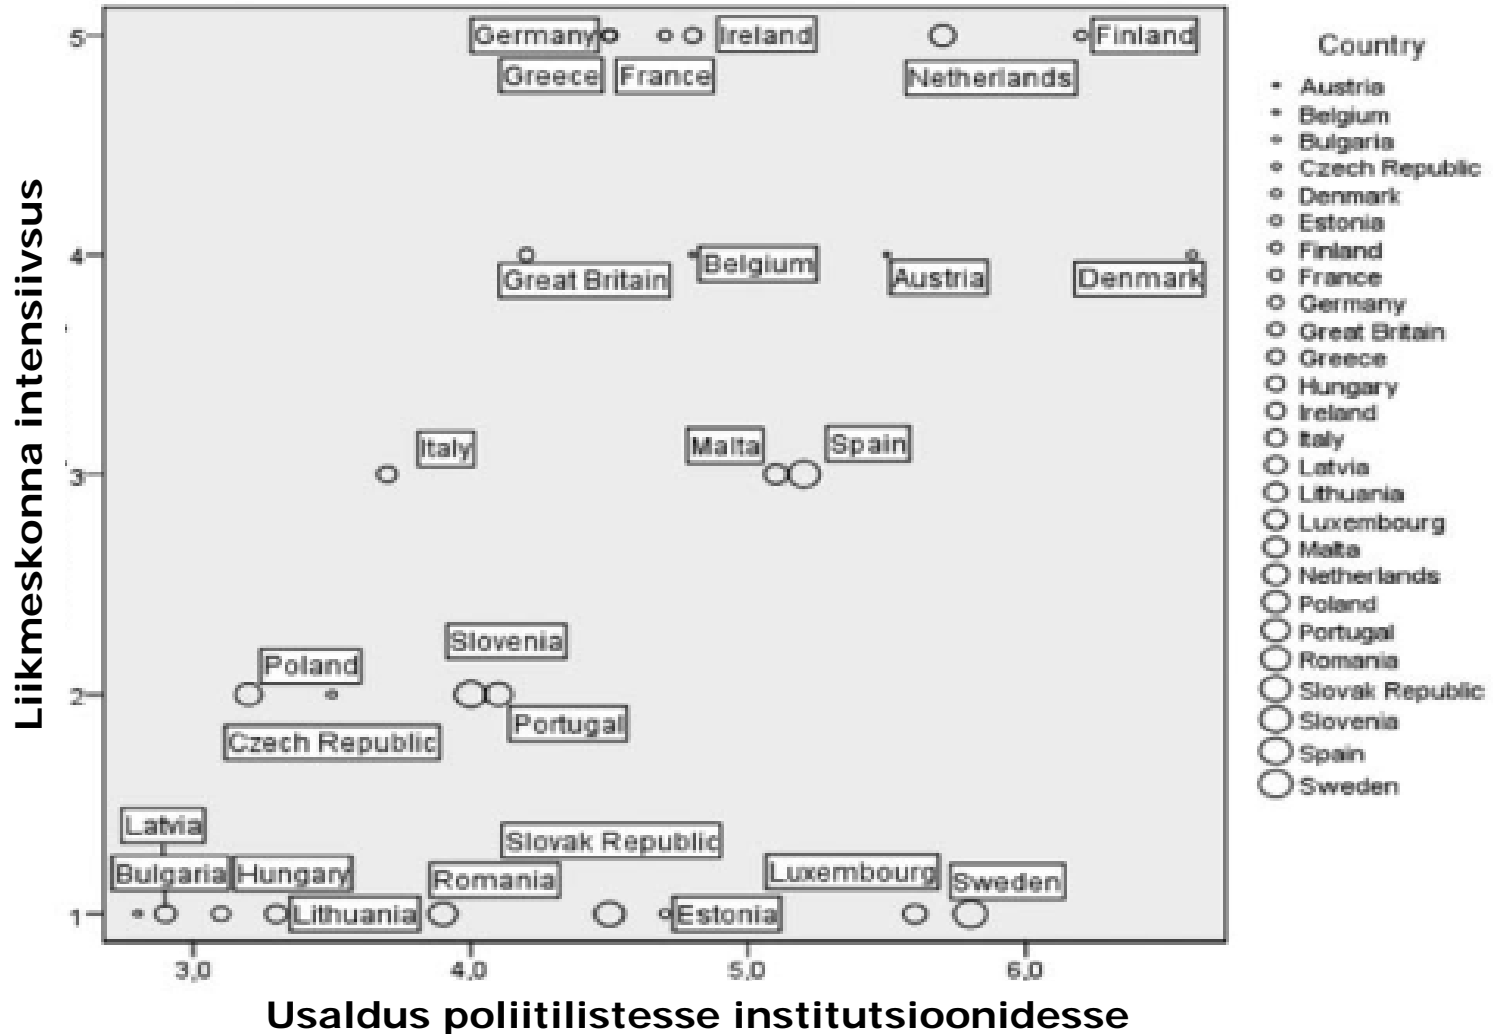 Liikmeskonna intensiivsus
5
4
3
2
1
Germany
Ireland
Finland
Greece
France
Netherlands
Great Britain
Belgium
Austria
Denmark
Italy
Malta
Spain
Slovenia
Poland
Portugal
Czech Republic
Latvia
Slovak Republic
Bulgaria
Hungary
Romania
Luxembourg
Sweden
Lithuania
Estonia
3,0
4,0
5,0
6,0
Usaldus poliitilistesse institutsioonidesse
Country
Austria
Belgium
Bulgaria
Czech Republic
Denmark
Estonia
Finland
France
Germany
Great Britain
Greece
Hungary
Ireland
Italy
Latvia
Lithuania
Luxembourg
Malta
Netherlands
Poland
Portugal
Romania
Slovak Republic
Slovenia
Spain
Sweden